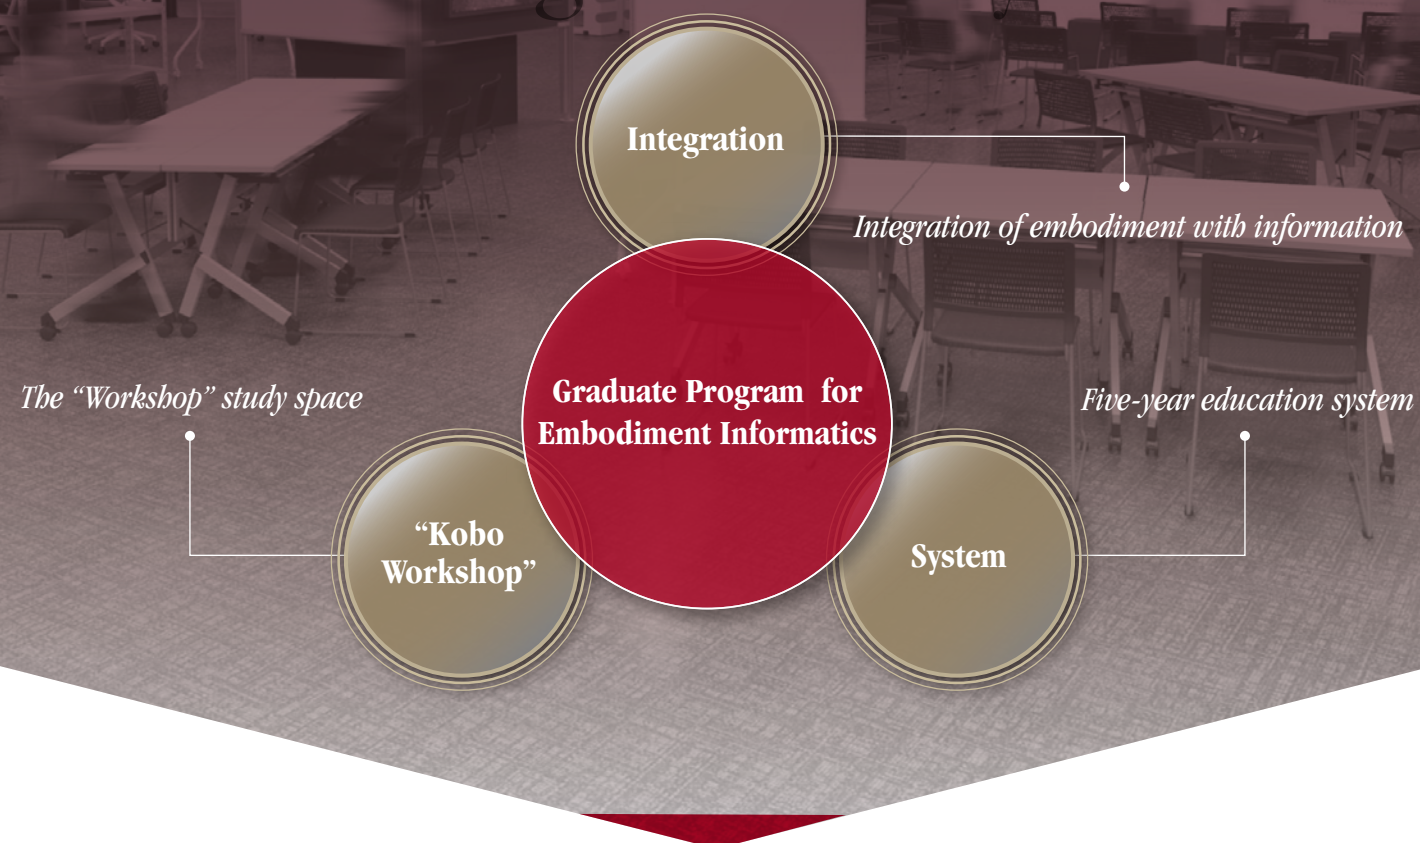 Integration
Integration of embodiment with information
Graduate Program for
Embodiment Informatics
The “Workshop” study space
Five-year education system
“Kobo
Workshop”
System